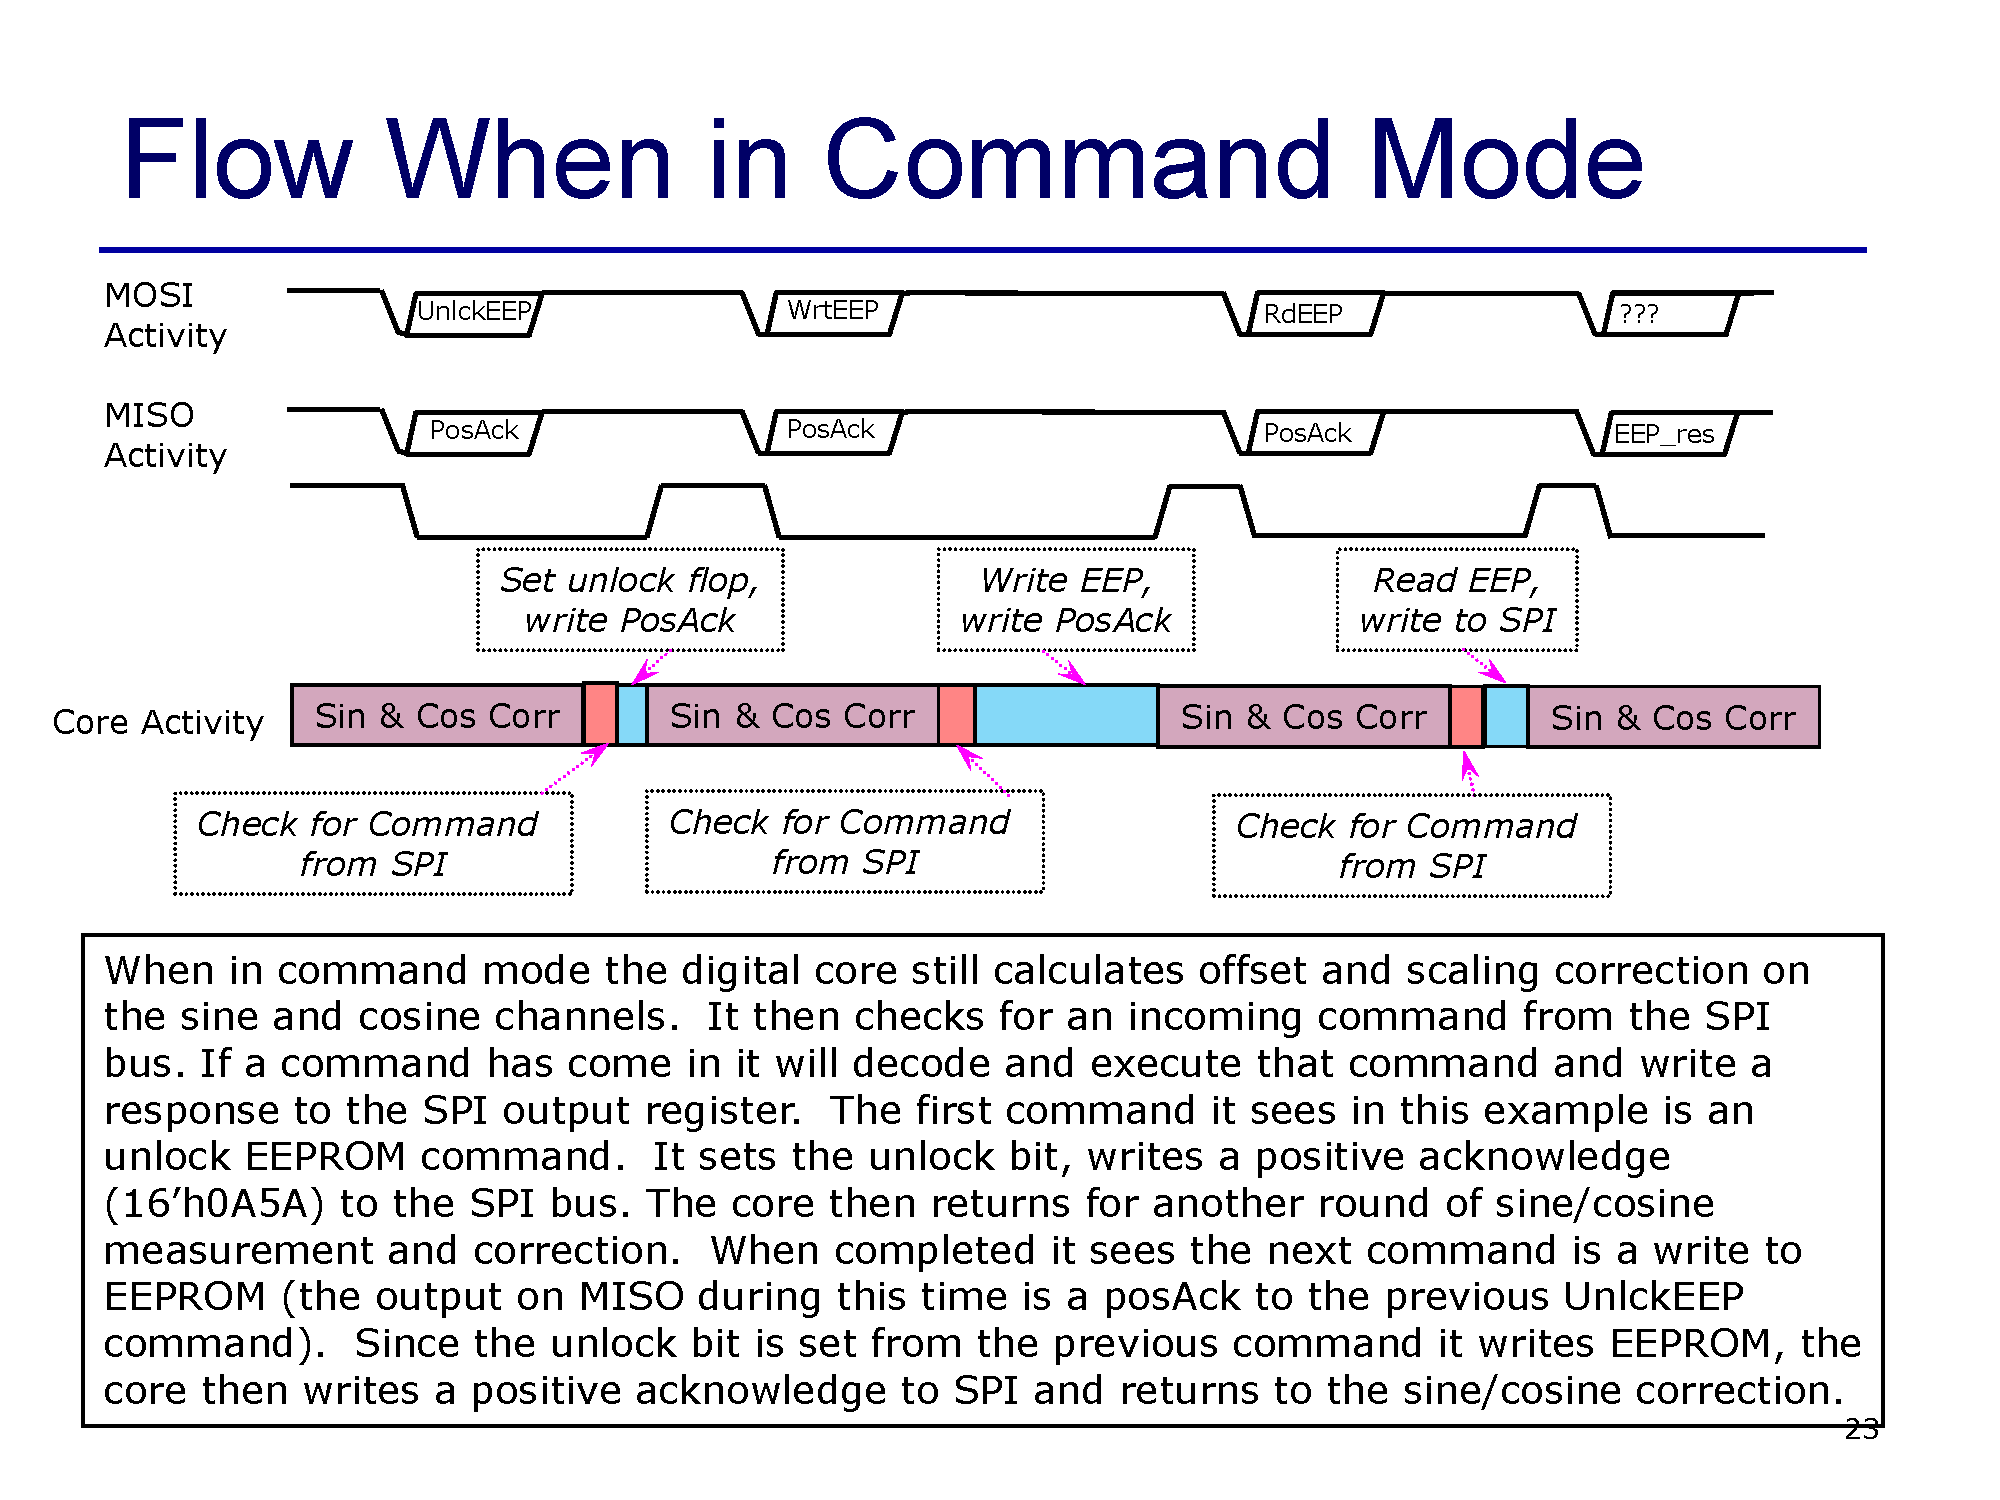 Flow When in Command Mode
MOSI
Activity
UnlckEEP
WrtEEP
RdEEP
???
MISO
Activity
PosAck
PosAck
PosAck
EEP_res
Set unlock flop,
write PosAck
Write EEP,
write PosAck
Read EEP,
write to SPI
Core Activity
Sin & Cos Corr
Sin & Cos Corr
Sin & Cos Corr
Sin & Cos Corr
Check for Command
from SPI
Check for Command
from SPI
Check for Command
from SPI
When in command mode the digital core still calculates offset and scaling correction on
the sine and cosine channels.  It then checks for an incoming command from the SPI
bus. If a command has come in it will decode and execute that command and write a
response to the SPI output register.  The first command it sees in this example is an
unlock EEPROM command.  It sets the unlock bit, writes a positive acknowledge
(16’h0A5A) to the SPI bus. The core then returns for another round of sine/cosine
measurement and correction.  When completed it sees the next command is a write to
EEPROM (the output on MISO during this time is a posAck to the previous UnlckEEP
command).  Since the unlock bit is set from the previous command it writes EEPROM, the
core then writes a positive acknowledge to SPI and returns to the sine/cosine correction.
23